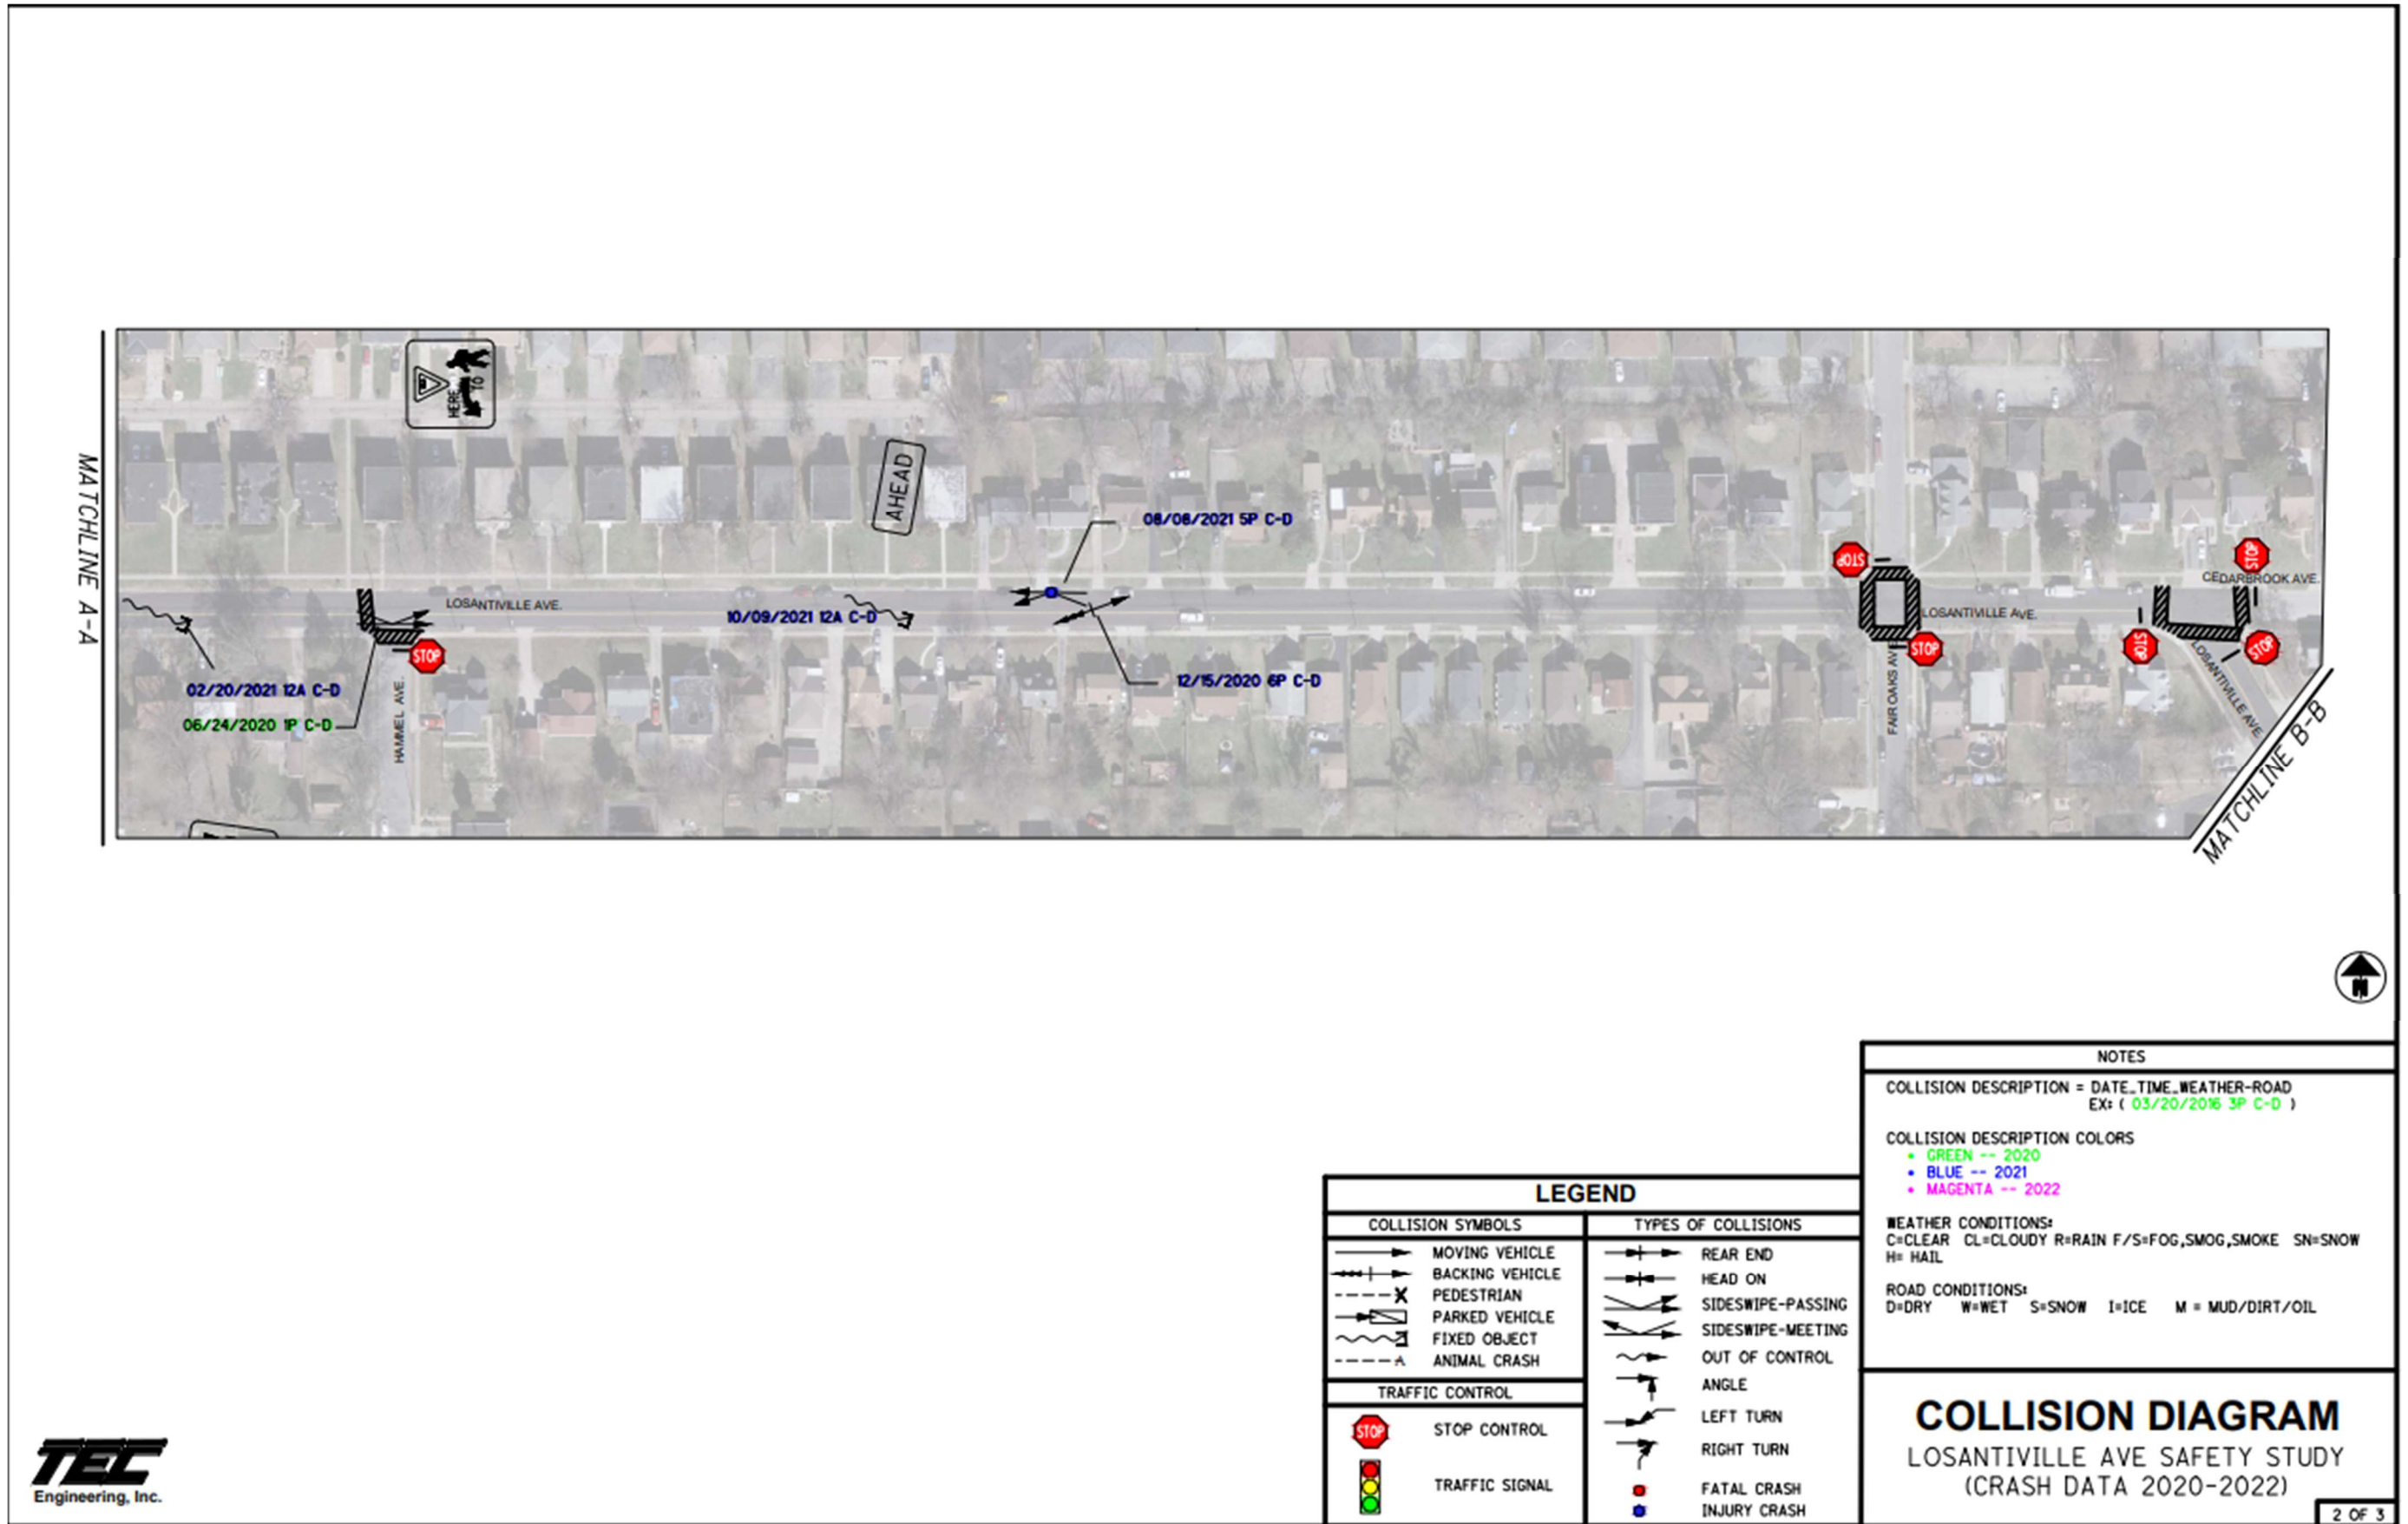 HERE
TO
AHEAD
MATCHLINE A-A
08/08/2021 5P C-D
LOSANTIVILLE AVE.
10/09/2021 12A C-D
STOP
12/15/2020 6P C-D
02/20/2021 12A C-D
06/24/2020 1P C-D
HAMMEL AVE.
STOP
STOP
CEDARBROOK AVE.
LOSANTIVILLE AVE.
STOP
STOP
STOP
FAIR OAKS AVE
LOSANTIVILLE AVE.
MATCHLINE B-B
N
NOTES
COLLISION DESCRIPTION = DATE_TIME_WEATHER-ROAD
EX: ( 03/20/2016 3P C-D )
COLLISION DESCRIPTION COLORS
• GREEN -- 2020
• BLUE -- 2021
• MAGENTA -- 2022
WEATHER CONDITIONS:
C=CLEAR CL=CLOUDY R=RAIN F/S=FOG,SMOG,SMOKE SN=SNOW
H= HAIL
ROAD CONDITIONS:
D=DRY W=WET S=SNOW I=ICE M = MUD/DIRT/OIL
LEGEND
COLLISION SYMBOLS
MOVING VEHICLE
BACKING VEHICLE
PEDESTRIAN
PARKED VEHICLE
FIXED OBJECT
A ANIMAL CRASH
TRAFFIC CONTROL
STOP STOP CONTROL
TRAFFIC SIGNAL
TYPES OF COLLISIONS
REAR END
HEAD ON
SIDESWIPE-PASSING
SIDESWIPE-MEETING
OUT OF CONTROL
ANGLE
LEFT TURN
RIGHT TURN
FATAL CRASH
INJURY CRASH
COLLISION DIAGRAM
LOSANTIVILLE AVE SAFETY STUDY
(CRASH DATA 2020-2022)
2 OF 3
TEC
Engineering, Inc.